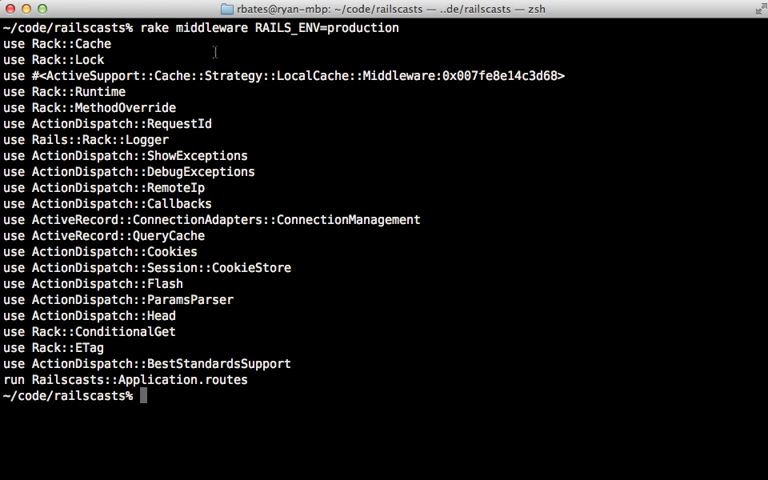 rbates@ryan-mbp: ~/code/railscasts — ..de/railscasts — zsh
~/code/railscasts% rake middleware RAILS_ENV=production
use Rack::Cache
use Rack::Lock
use #<ActiveSupport::Cache::Strategy::LocalCache::Middleware:0x007fe8e14c3d68>
use Rack::Runtime
use Rack::MethodOverride
use ActionDispatch::RequestId
use Rails::Rack::Logger
use ActionDispatch::ShowExceptions
use ActionDispatch::DebugExceptions
use ActionDispatch::RemoteIp
use ActionDispatch::Callbacks
use ActiveRecord::ConnectionAdapters::ConnectionManagement
use ActiveRecord::QueryCache
use ActionDispatch::Cookies
use ActionDispatch::Session::CookieStore
use ActionDispatch::Flash
use ActionDispatch::ParamsParser
use ActionDispatch::Head
use Rack::ConditionalGet
use Rack::ETag
use ActionDispatch::BestStandardsSupport
run Railscasts::Application.routes
~/code/railscasts%